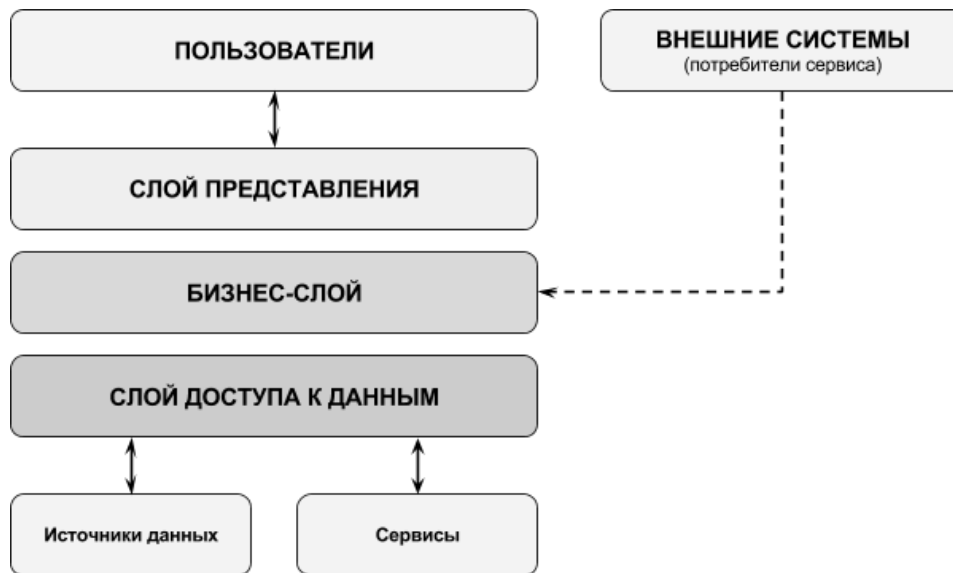 ПОЛЬЗОВАТЕЛИ
ВНЕШНИЕ СИСТЕМЫ
(потребители сервиса)
СЛОЙ ПРЕДСТАВЛЕНИЯ
БИЗНЕС-СЛОЙ
СЛОЙ ДОСТУПА К ДАННЫМ
Источники данных
Сервисы